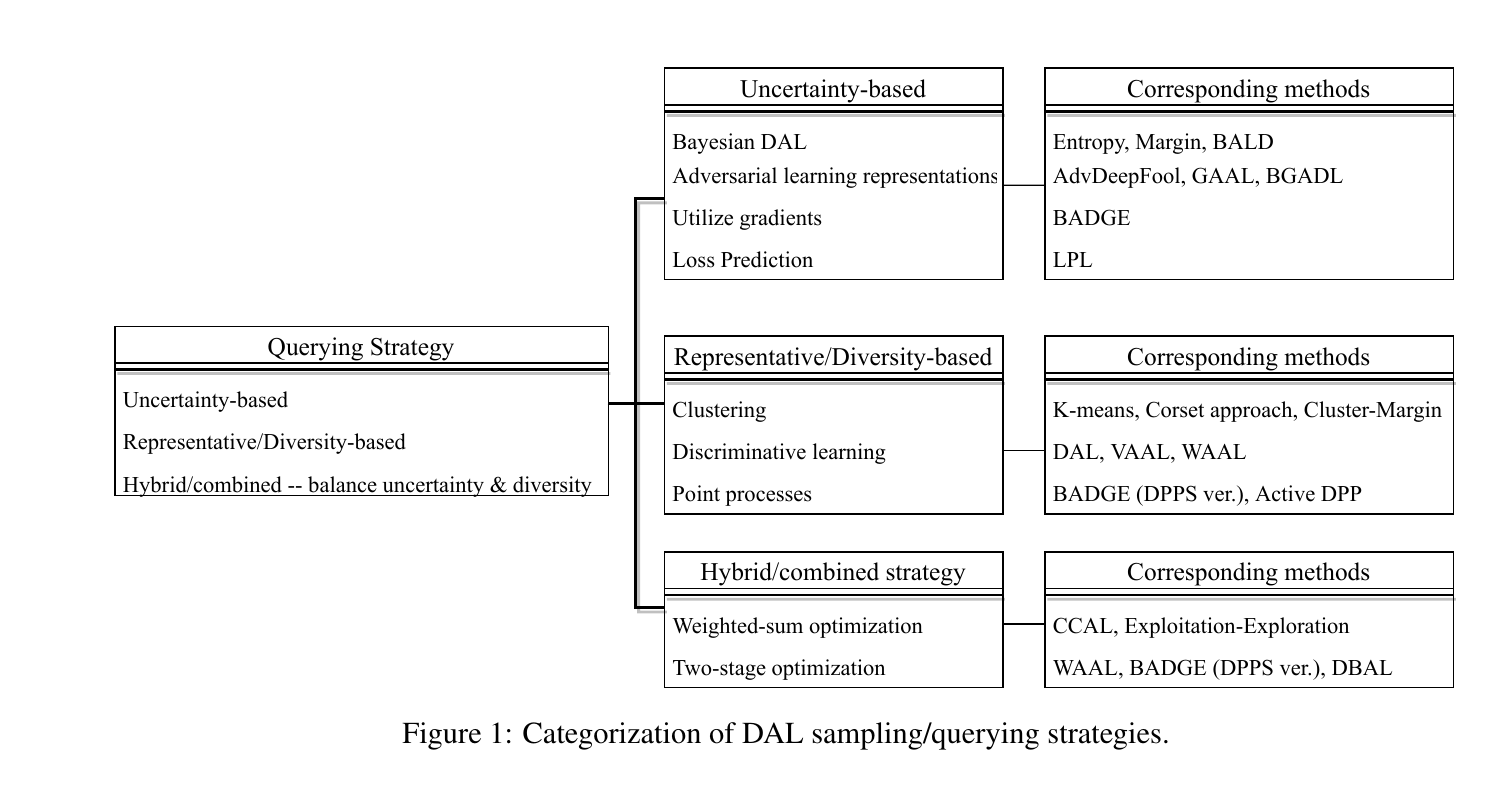 Querying Strategy
Uncertainty-based
Representative/Diversity-based
Hybrid/combined -- balance uncertainty & diversity
Uncertainty-based
Bayesian DAL
Adversarial learning representations
Utilize gradients
Loss Prediction
Corresponding methods
Entropy, Margin, BALD
AdvDeepFool, GAAL, BGADL
BADGE
LPL
Representative/Diversity-based
Clustering
Discriminative learning
Point processes
Corresponding methods
K-means, Corset approach, Cluster-Margin
DAL, VAAL, WAAL
BADGE (DPPS ver.), Active DPP
Hybrid/combined strategy
Weighted-sum optimization
Two-stage optimization
Corresponding methods
CCAL, Exploitation-Exploration
WAAL, BADGE (DPPS ver.), DBAL
Figure 1: Categorization of DAL sampling/querying strategies.